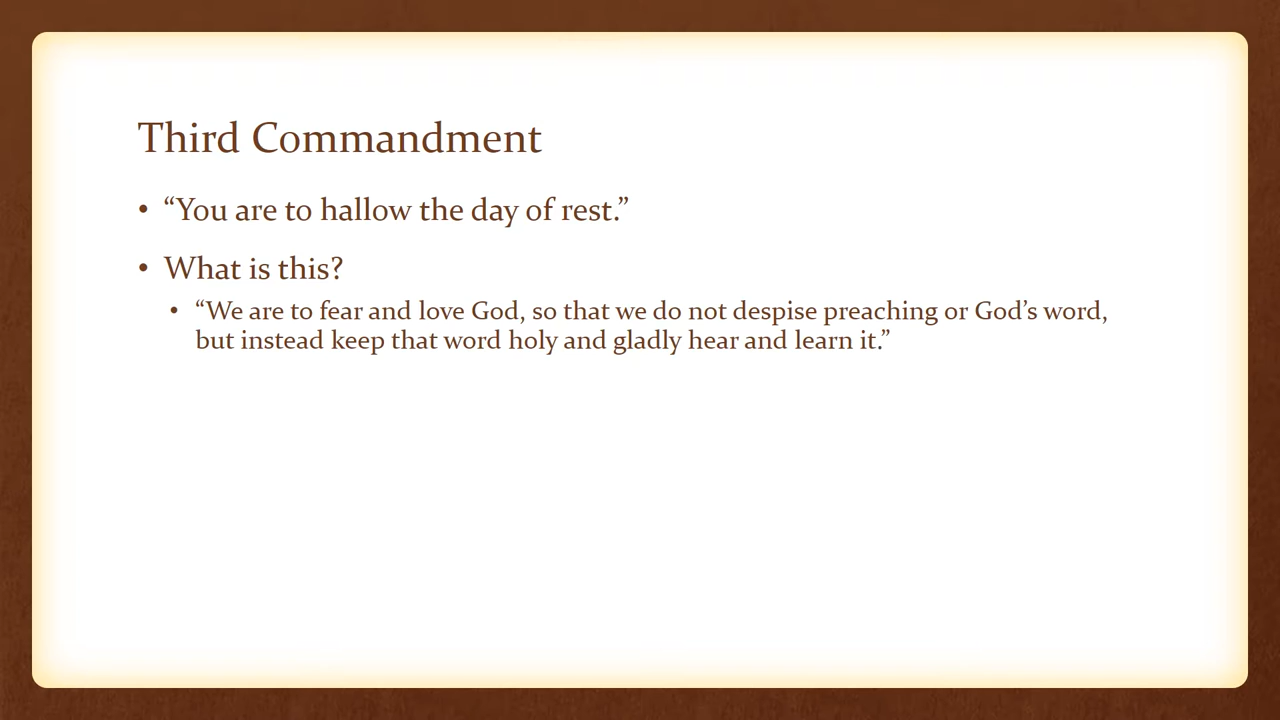 Third Commandment
• “You are to hallow the day of rest.”
• What is this?
• “We are to fear and love God, so that we do not despise preaching or God’s word,
but instead keep that word holy and gladly hear and learn it.”